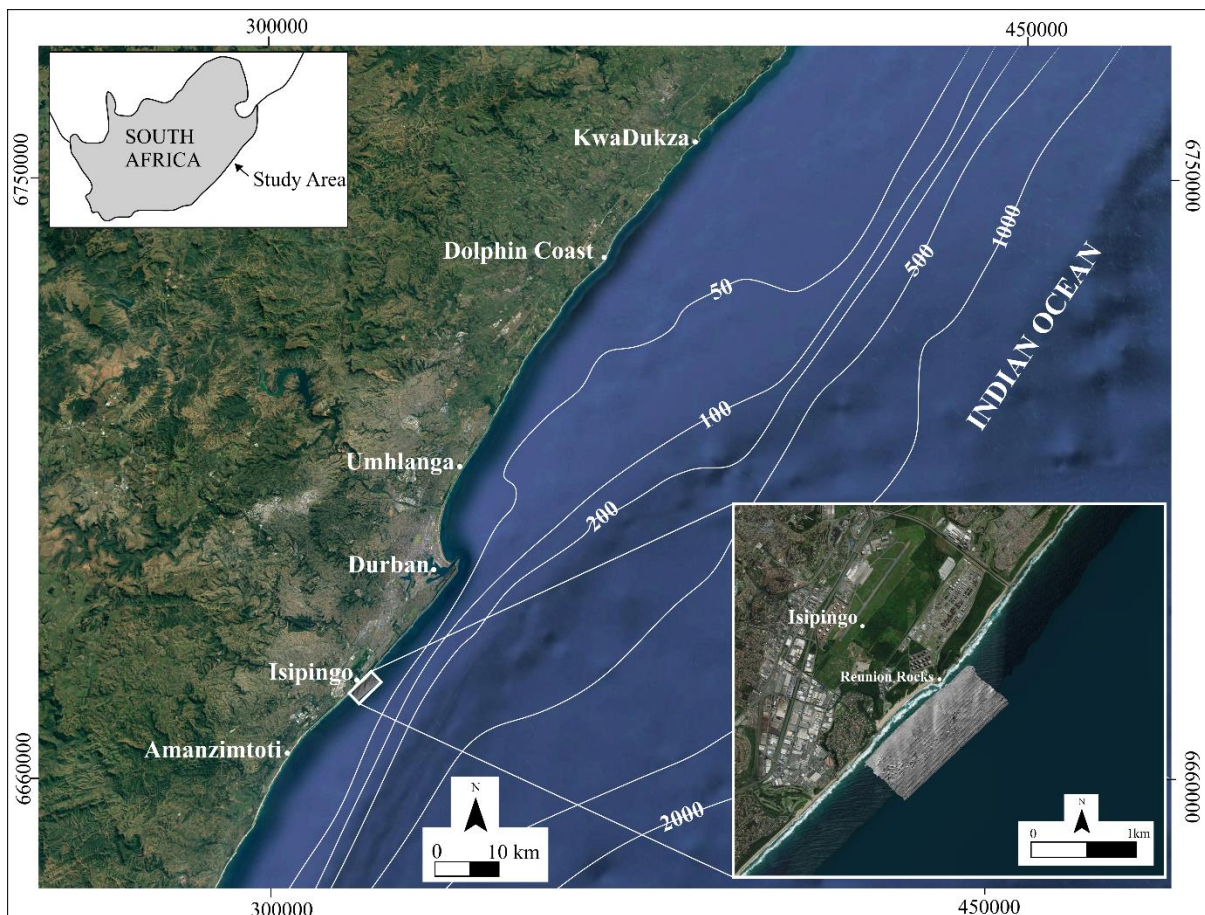 300000
450000
SOUTH
AFRICA
Study Area
6750000
6750000
KwaDukza
Dolphin Coast
50
100
200
500
1000
INDIAN OCEAN
Umhlanga
Durban
Isipingo
Amanzimtoti
6660000
6660000
2000
N
0 10 km
Isipingo
Reunion Rocks
N
0 1km
300000
450000